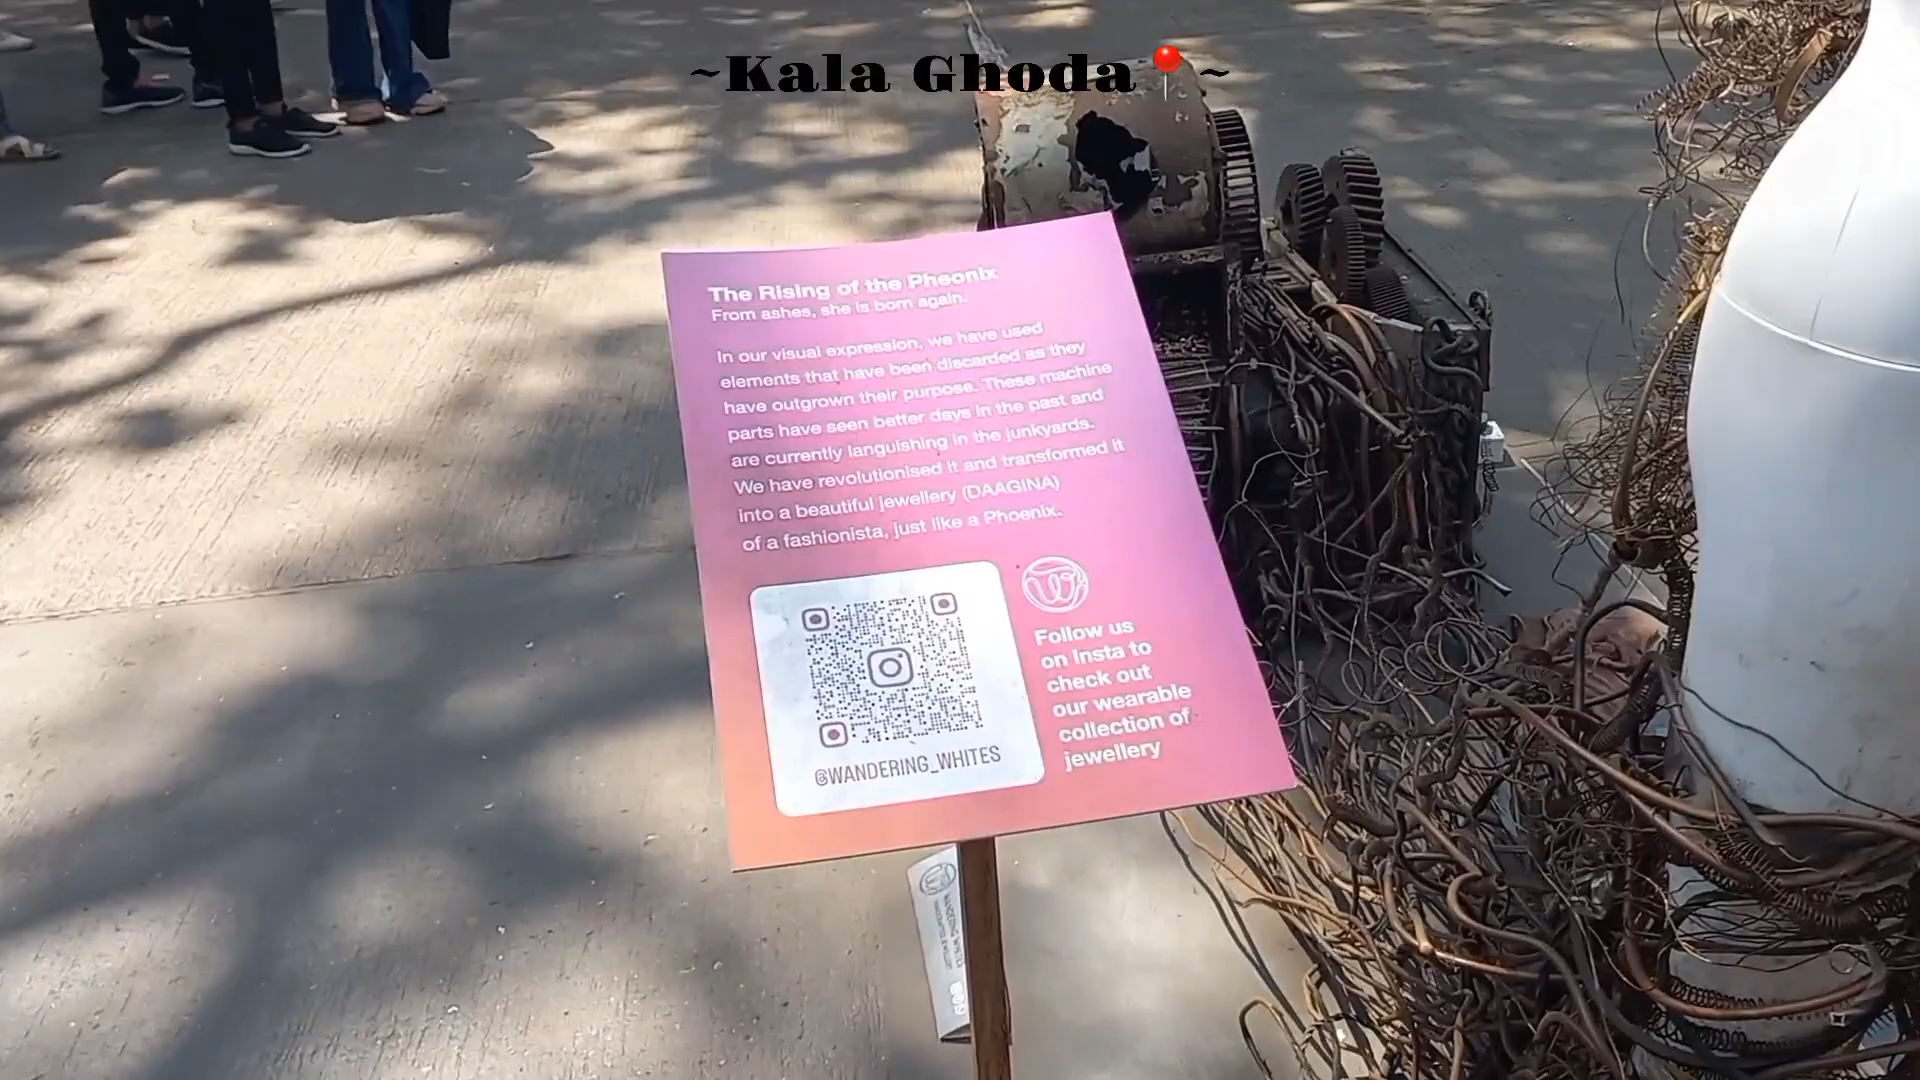 ~Kala Ghoda📍~
The Rising of the Pheonix
From ashes, she is born again.
In our visual expression, we have used
elements that have been discarded as they
have outgrown their purpose. These machine
parts have seen better days in the past and
are currently languishing in the junkyards.
We have revolutionised it and transformed it
into a beautiful jewellery (DAAGINA)
of a fashionista, just like a Phoenix.
@WANDERING_WHITES
Follow us
on Insta to
check out
our wearable
collection of
jewellery